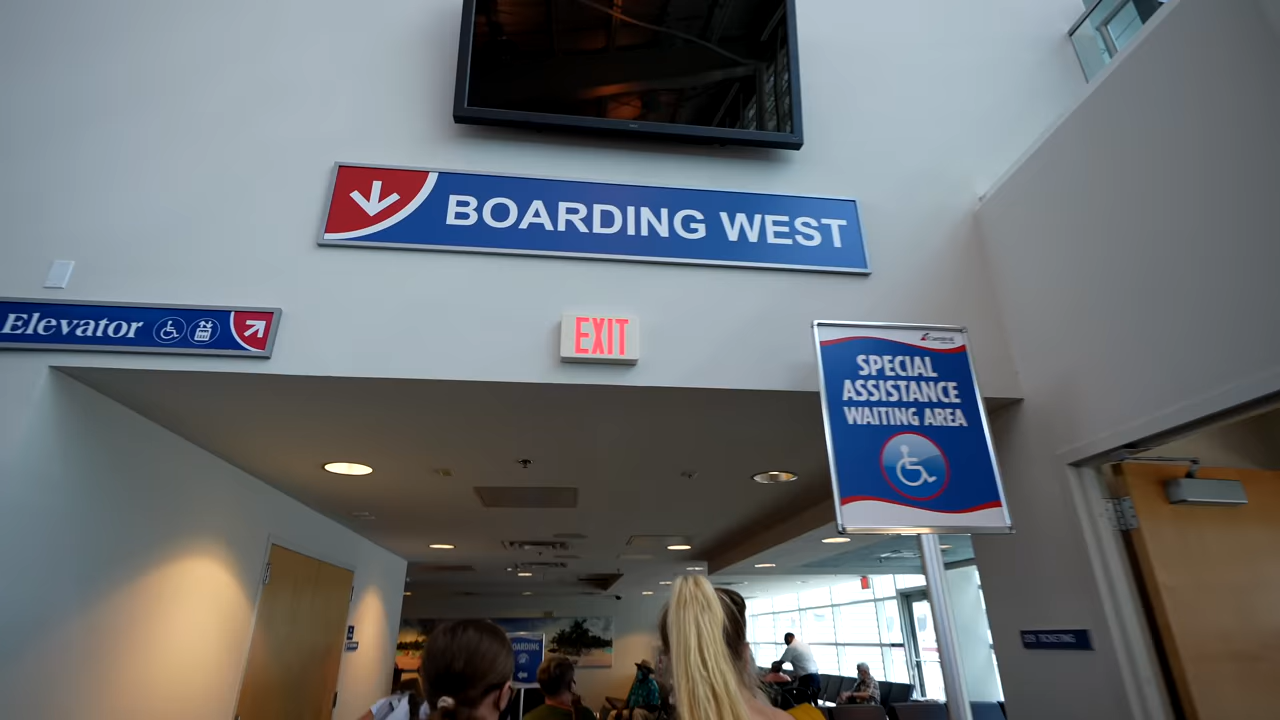 BOARDING WEST
Elevator
EXIT
SPECIAL
ASSISTANCE
WAITING AREA
BOARDING